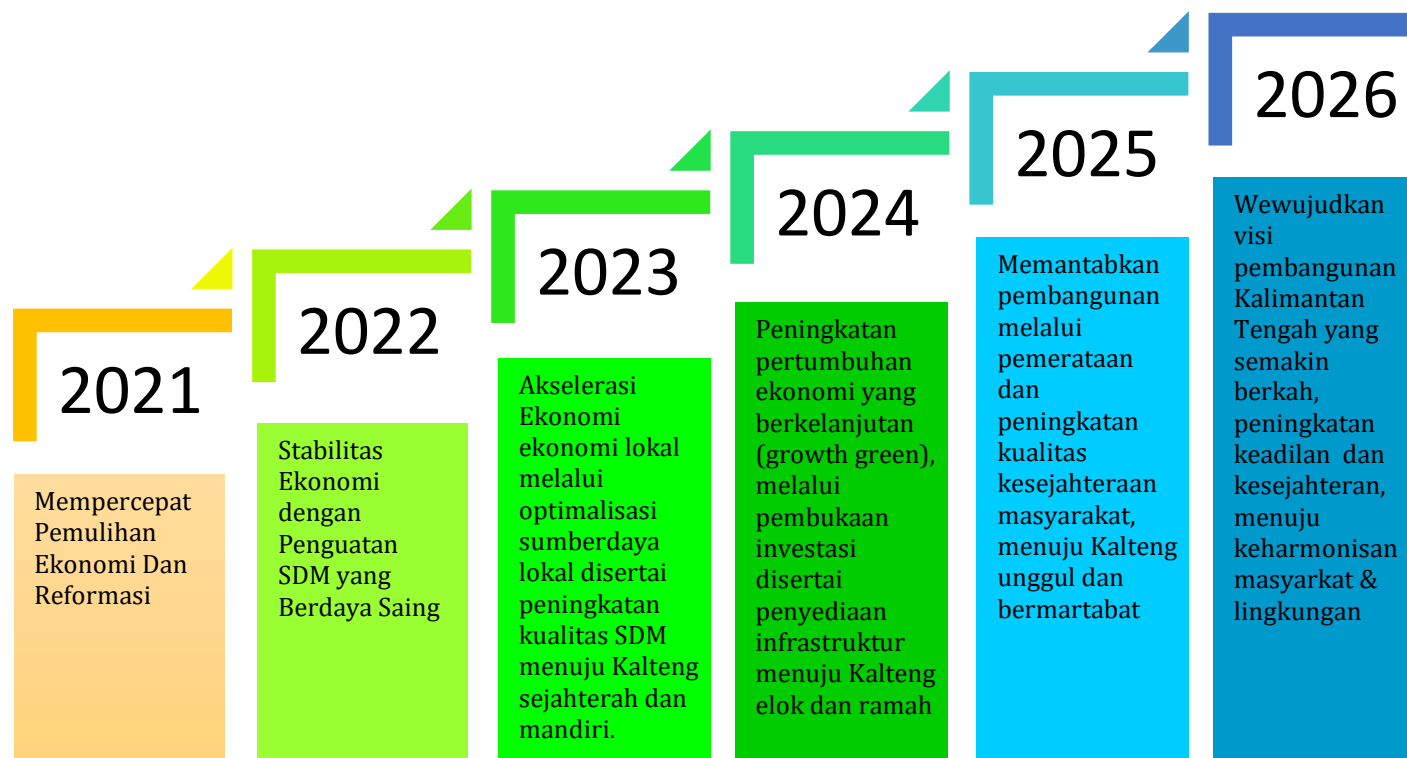 2021
Mempercepat
Pemulihan
Ekonomi Dan
Reformasi
2022
Stabilitas
Ekonomi
dengan
Penguatan
SDM yang
Berdaya Saing
2023
Akselerasi
Ekonomi
ekonomi lokal
melalui
optimalisasi
sumberdaya
lokal disertai
peningkatan
kualitas SDM
menuju Kalteng
sejahterah dan
mandiri.
2024
Peningkatan
pertumbuhan
ekonomi yang
berkelanjutan
(growth green),
melalui
pembukaan
investasi
disertai
penyediaan
infrastruktur
menuju Kalteng
elok dan ramah
2025
Memantabkan
pembangunan
melalui
pemerataan
dan
peningkatan
kualitas
kesejahteraan
masyarakat,
menuju Kalteng
unggul dan
bermartabat
2026
Wewujudkan
visi
pembangunan
Kalimantan
Tengah yang
semakin
berkah,
peningkatan
keadilan dan
kesejahteran,
menuju
keharmonisan
masyarkat &
lingkungan